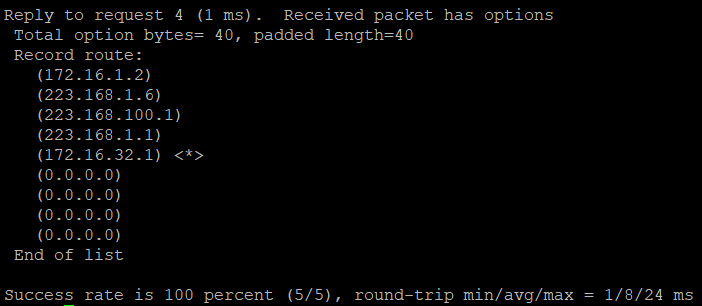 Reply to request 4 (1 ms).  Received packet has options
 Total option bytes= 40, padded length=40
 Record route:
   (172.16.1.2)
   (223.168.1.6)
   (223.168.100.1)
   (223.168.1.1)
   (172.16.32.1) <*>
   (0.0.0.0)
   (0.0.0.0)
   (0.0.0.0)
   (0.0.0.0)
 End of list
Success rate is 100 percent (5/5), round-trip min/avg/max = 1/8/24 ms